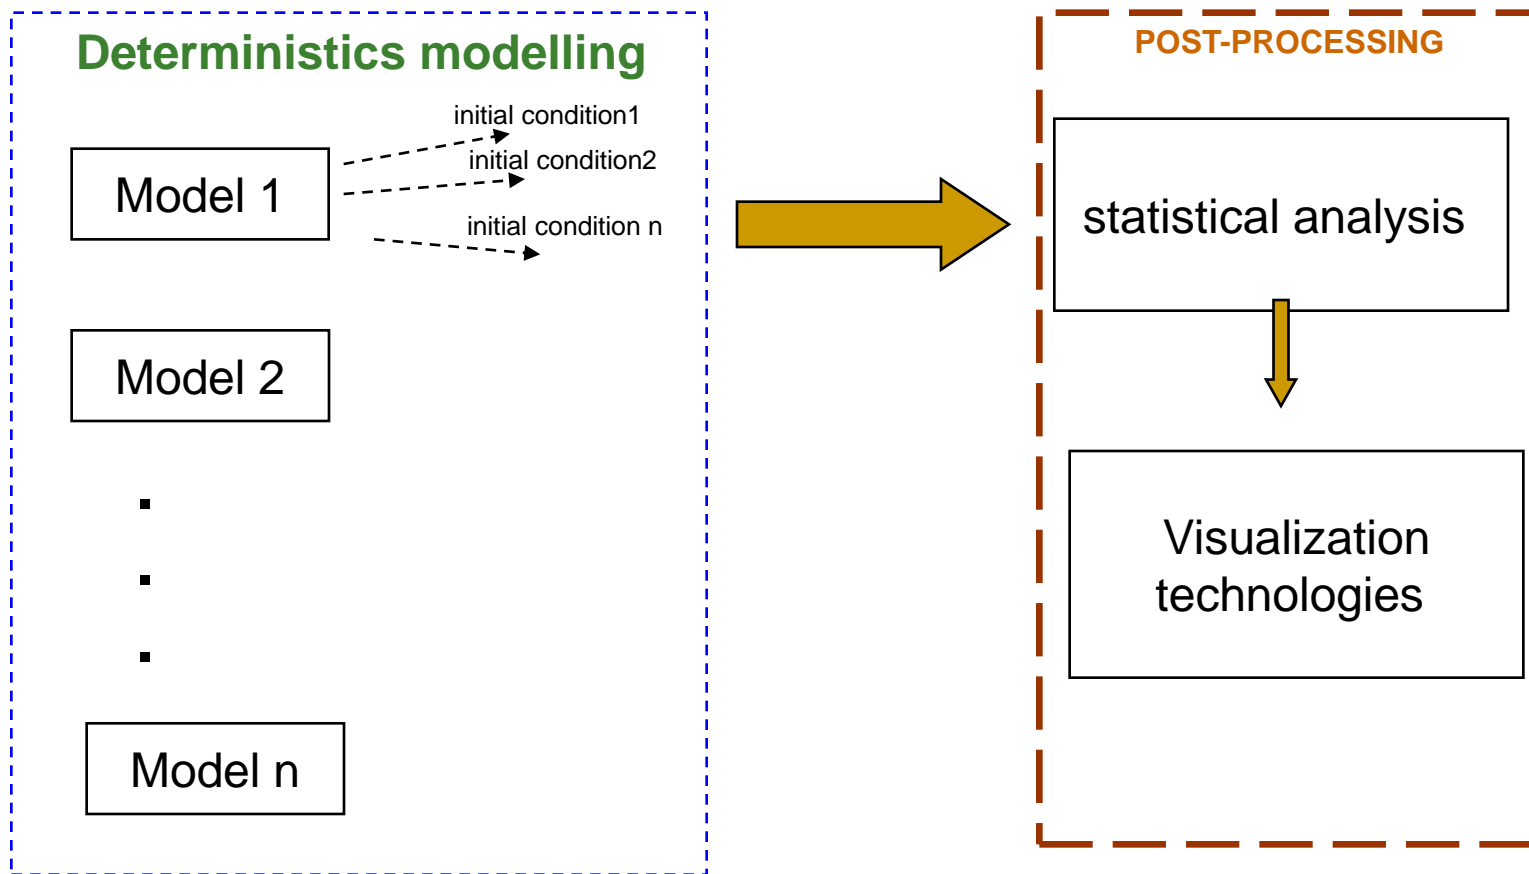 Deterministics modelling
initial condition1
initial condition2
Model 1
initial condition n
Model 2
Model n
POST-PROCESSING
statistical analysis
Visualization
technologies